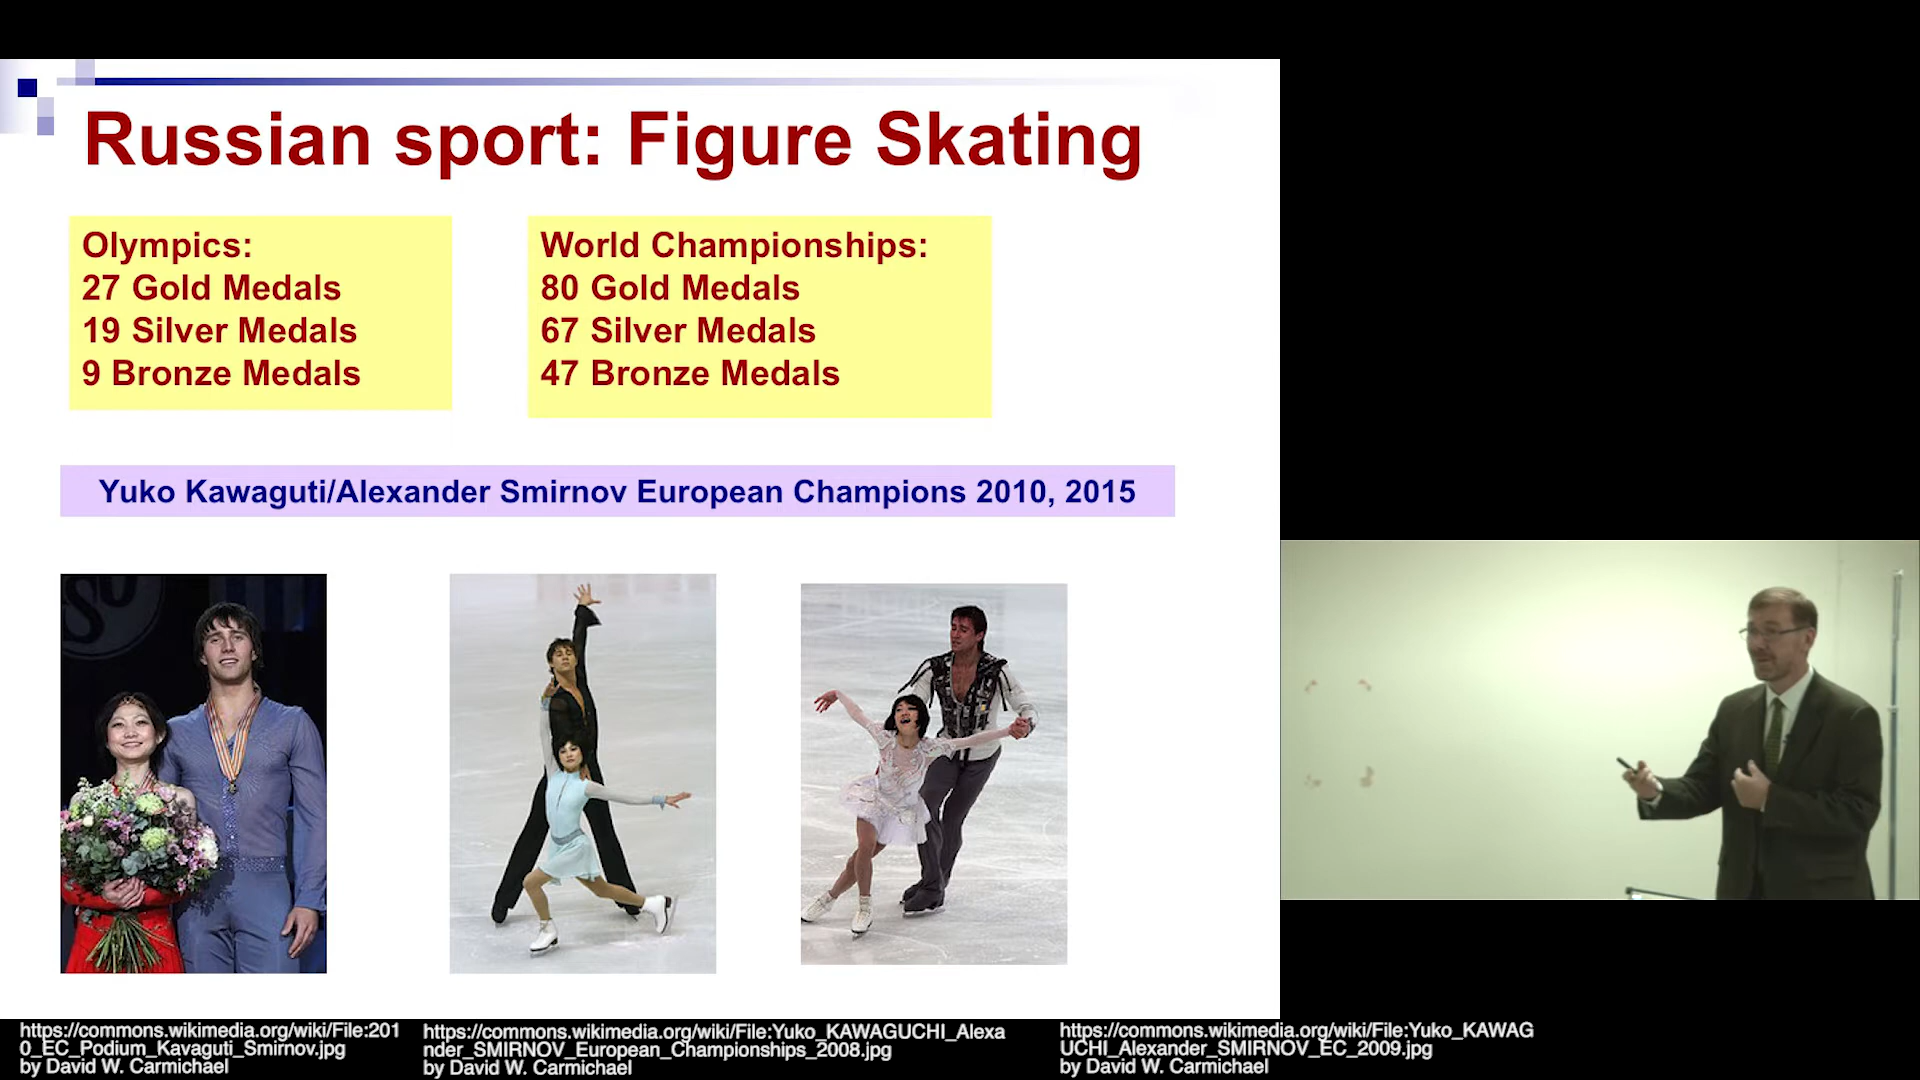 Russian sport: Figure Skating
Olympics:
27 Gold Medals
19 Silver Medals
9 Bronze Medals
World Championships:
80 Gold Medals
67 Silver Medals
47 Bronze Medals
Yuko Kawaguti/Alexander Smirnov European Champions 2010, 2015
https://commons.wikimedia.org/wiki/File:201
0_EC_Podium_Kavaguti_Smirnov.jpg
by David W. Carmichael
https://commons.wikimedia.org/wiki/File:Yuko_KAWAGUCHI_Alexa
nder_SMIRNOV_European_Championships_2008.jpg
by David W. Carmichael
https://commons.wikimedia.org/wiki/File:Yuko_KAWAG
UCHI_Alexander_SMIRNOV_EC_2009.jpg
by David W. Carmichael